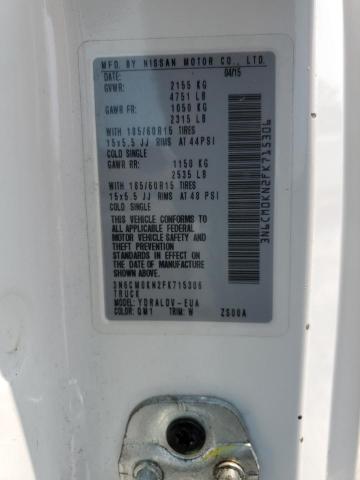 MFD. BY NISSAN MOTOR CO., LTD.
DATE: 04/15
GVWR: 2155 KG
4751 LB
GAWR FR: 1050 KG
2315 LB
WITH 185/60R15 TIRES
15x5.5 JJ RIMS AT 44PSI
COLD SINGLE
GAWR RR: 1150 KG
2535 LB
WITH 185/60R15 TIRES
15x5.5 JJ RIMS AT 48 PSI
COLD SINGLE
THIS VEHICLE CONFORMS TO ALL
APPLICABLE FEDERAL
MOTOR VEHICLE SAFETY
STANDARDS IN EFFECT ON THE
DATE OF MANUFACTURE SHOWN
ABOVE.
3N6CM0KN2FK715306
TRUCK
MODEL: YDRALDV-EUA
COLOR: QM1 TRIM: W ZS00A
3N6CM0KN2FK715306